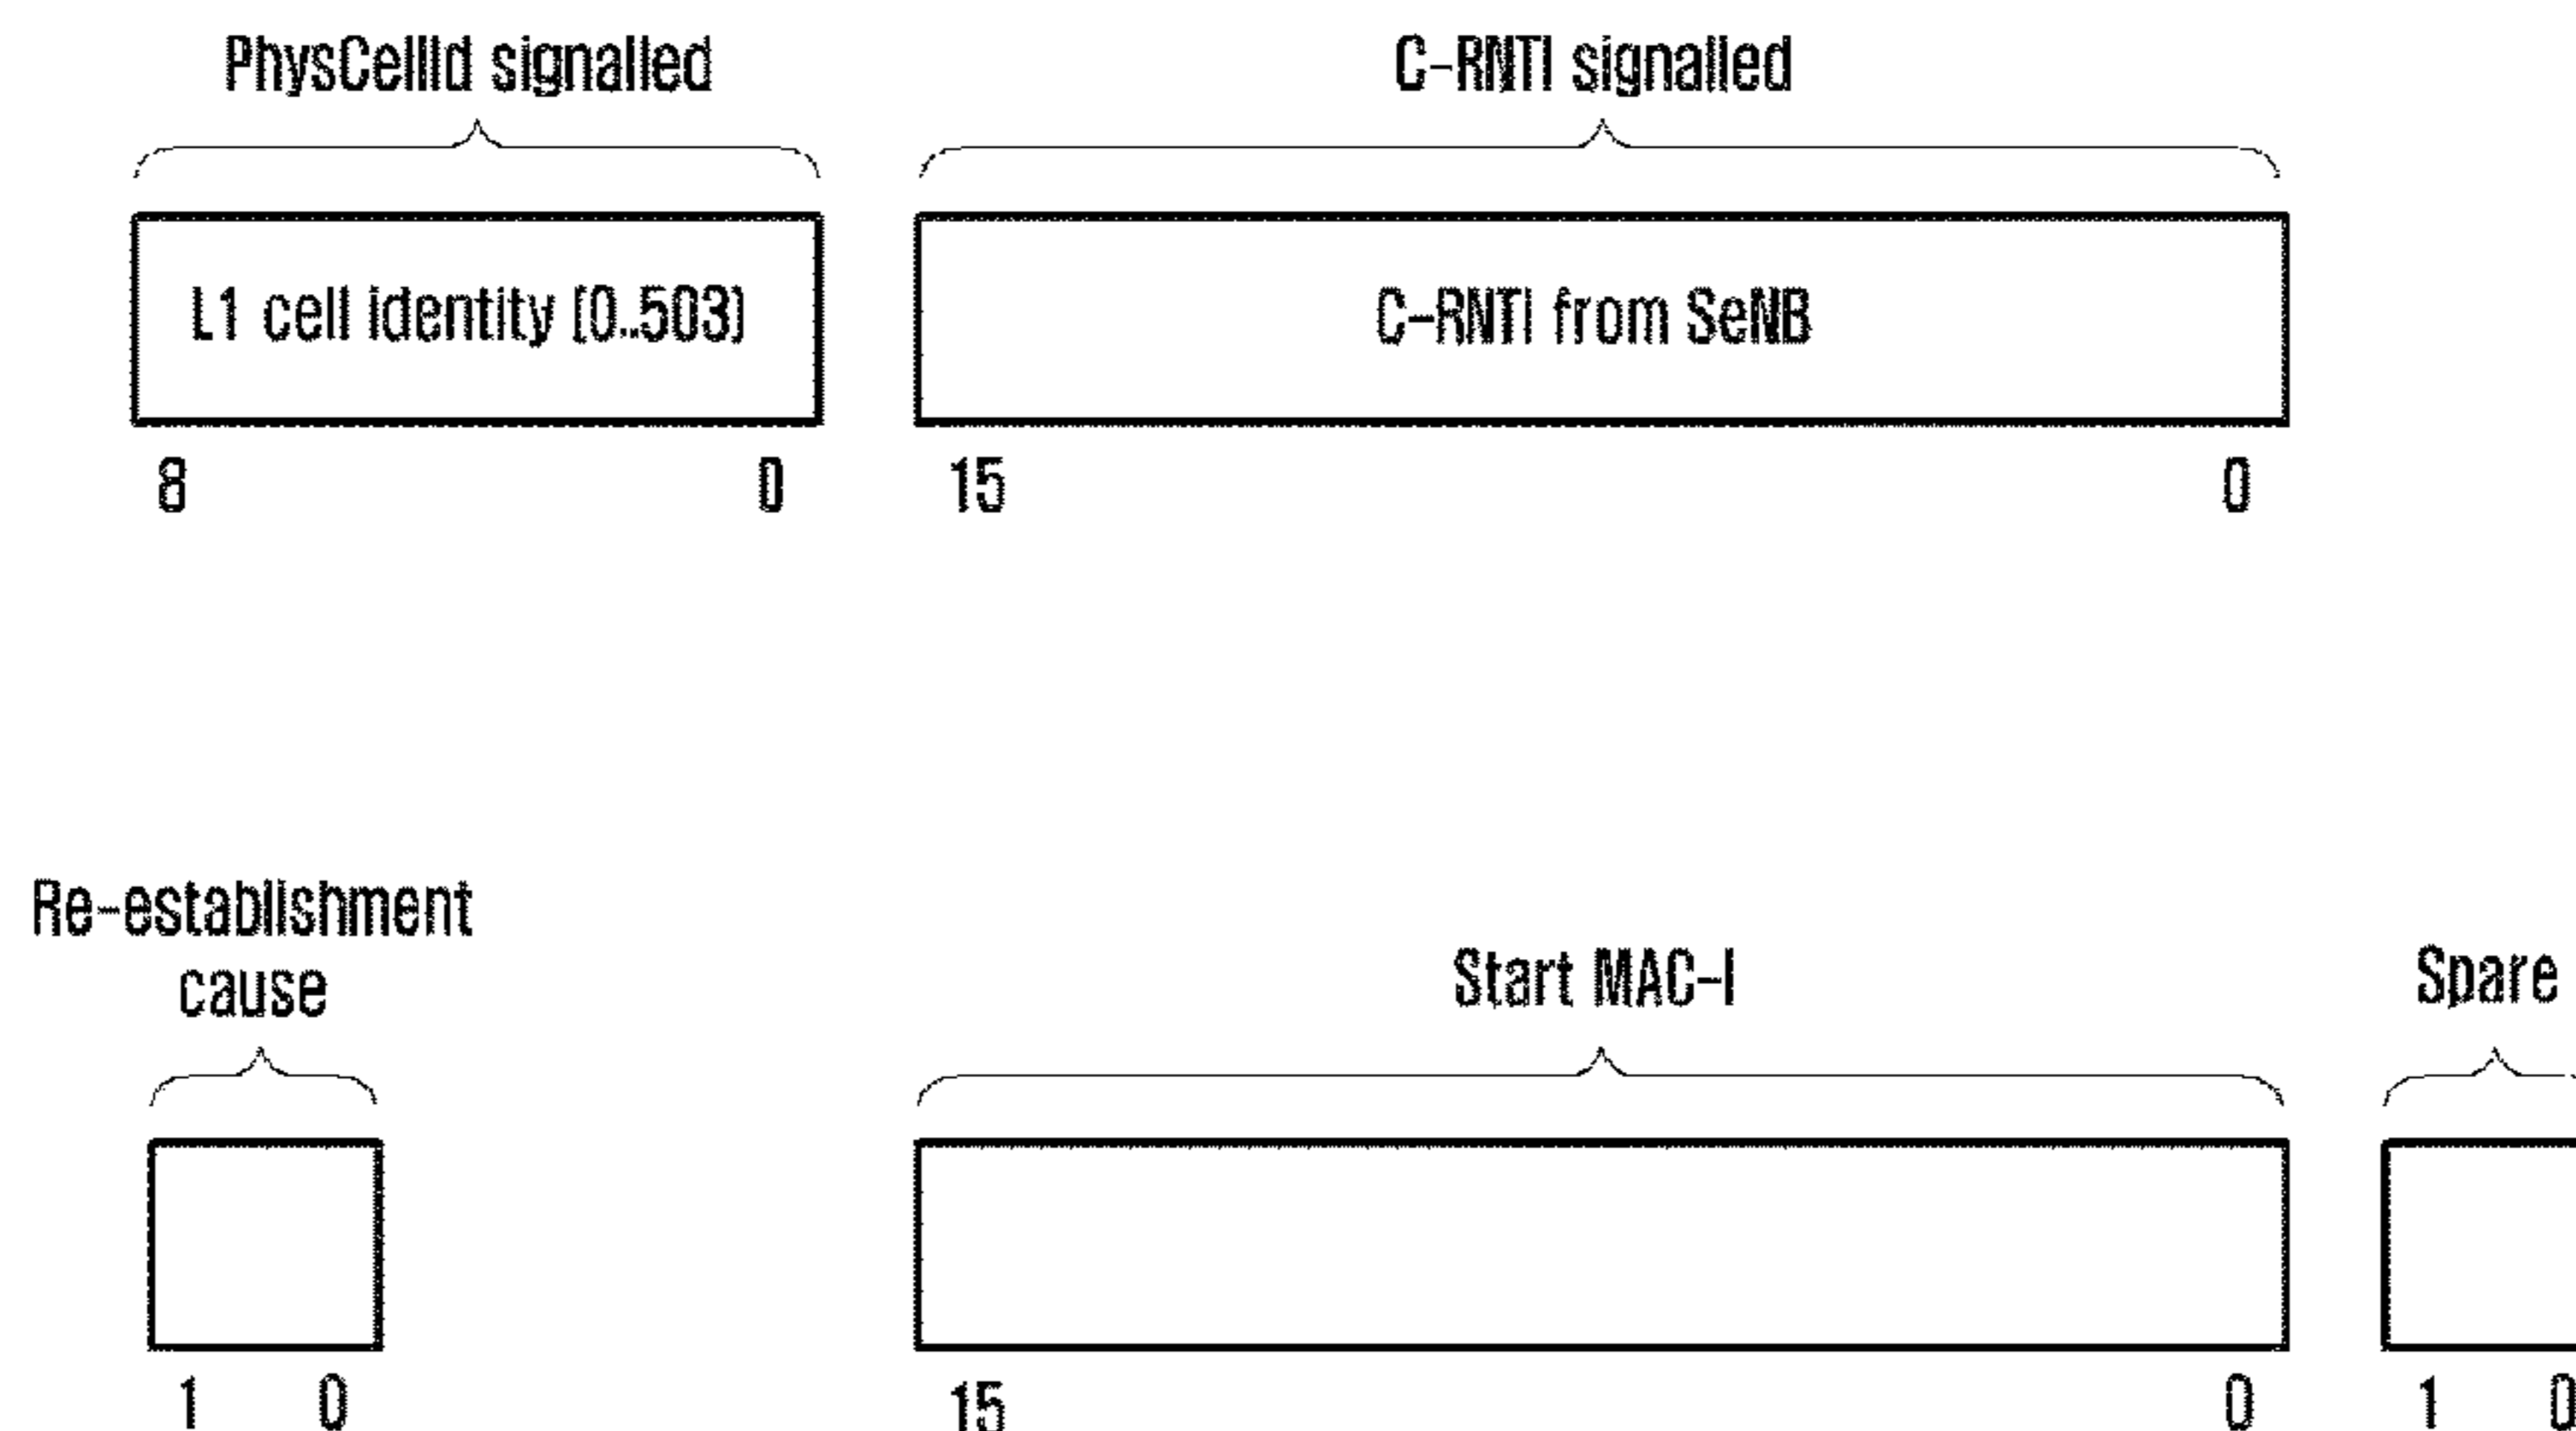 PhysCellId signalled
C-RNTI signalled
L1 cell identity (0..503)
C-RNTI from SeNB
8 0 15 0
Re-establishment
cause
Start MAC-I
Spare
1 0 15 0 1 0